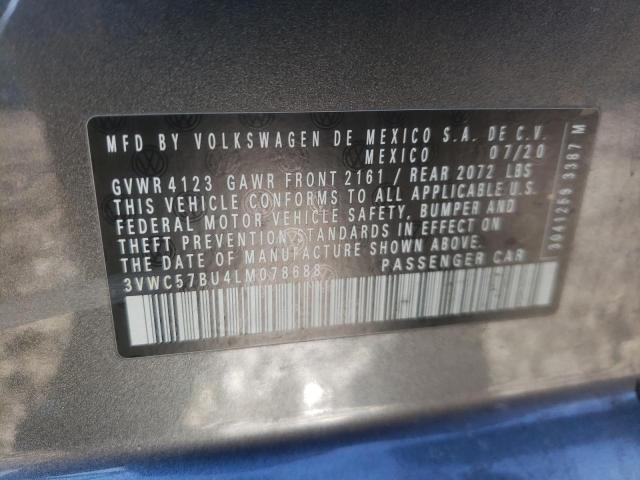 MFD BY VOLKSWAGEN DE MEXICO S.A. DE C.V.
MEXICO 07/20
GVWR 4123 GAWR FRONT 2161 / REAR 2072 LBS
THIS VEHICLE CONFORMS TO ALL APPLICABLE U.S.
FEDERAL MOTOR VEHICLE SAFETY, BUMPER AND
THEFT PREVENTION STANDARDS IN EFFECT ON
THE DATE OF MANUFACTURE SHOWN ABOVE.
3VWC57BU4LM078688 PASSENGER CAR
3041269 3387 M